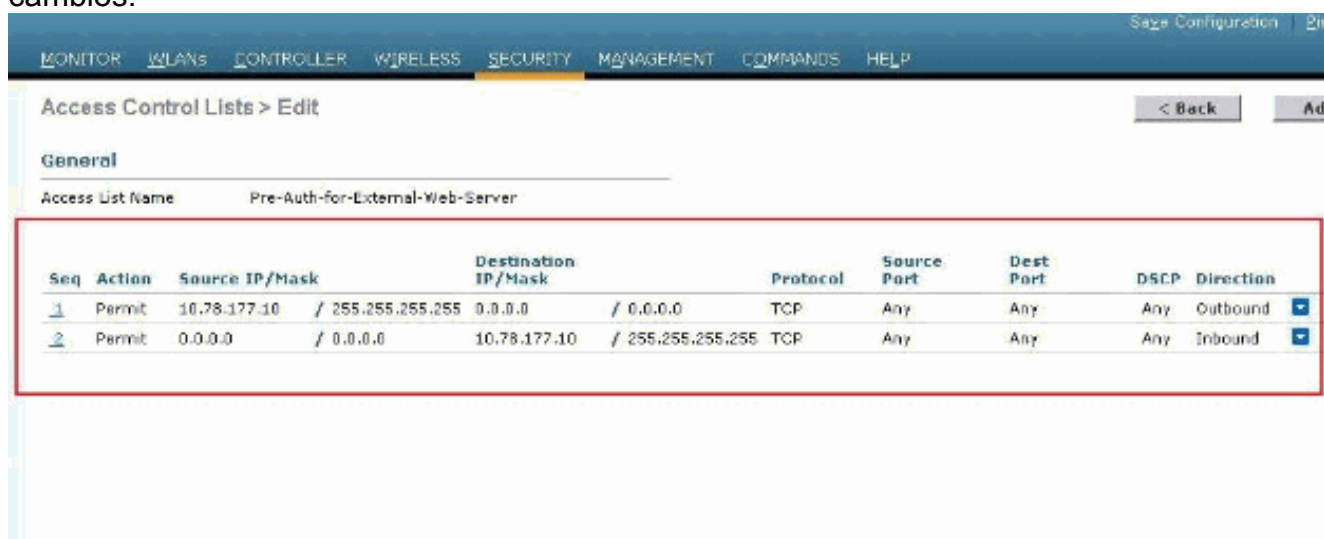 cambios.
Save Configuration
MONITOR WLANs CONTROLLER WIRELESS SECURITY MANAGEMENT COMMANDS HELP
Access Control Lists > Edit
< Back
General
Access List Name Pre-Auth-for-External-Web-Server
Seq Action Source IP/Mask Destination IP/Mask Protocol Source Port Dest Port DSCP Direction
1 Permit 10.78.177.10 / 255.255.255.255 0.0.0.0 / 0.0.0.0 TCP Any Any Any Outbound
2 Permit 0.0.0.0 / 0.0.0.0 10.78.177.10 / 255.255.255.255 TCP Any Any Any Inbound